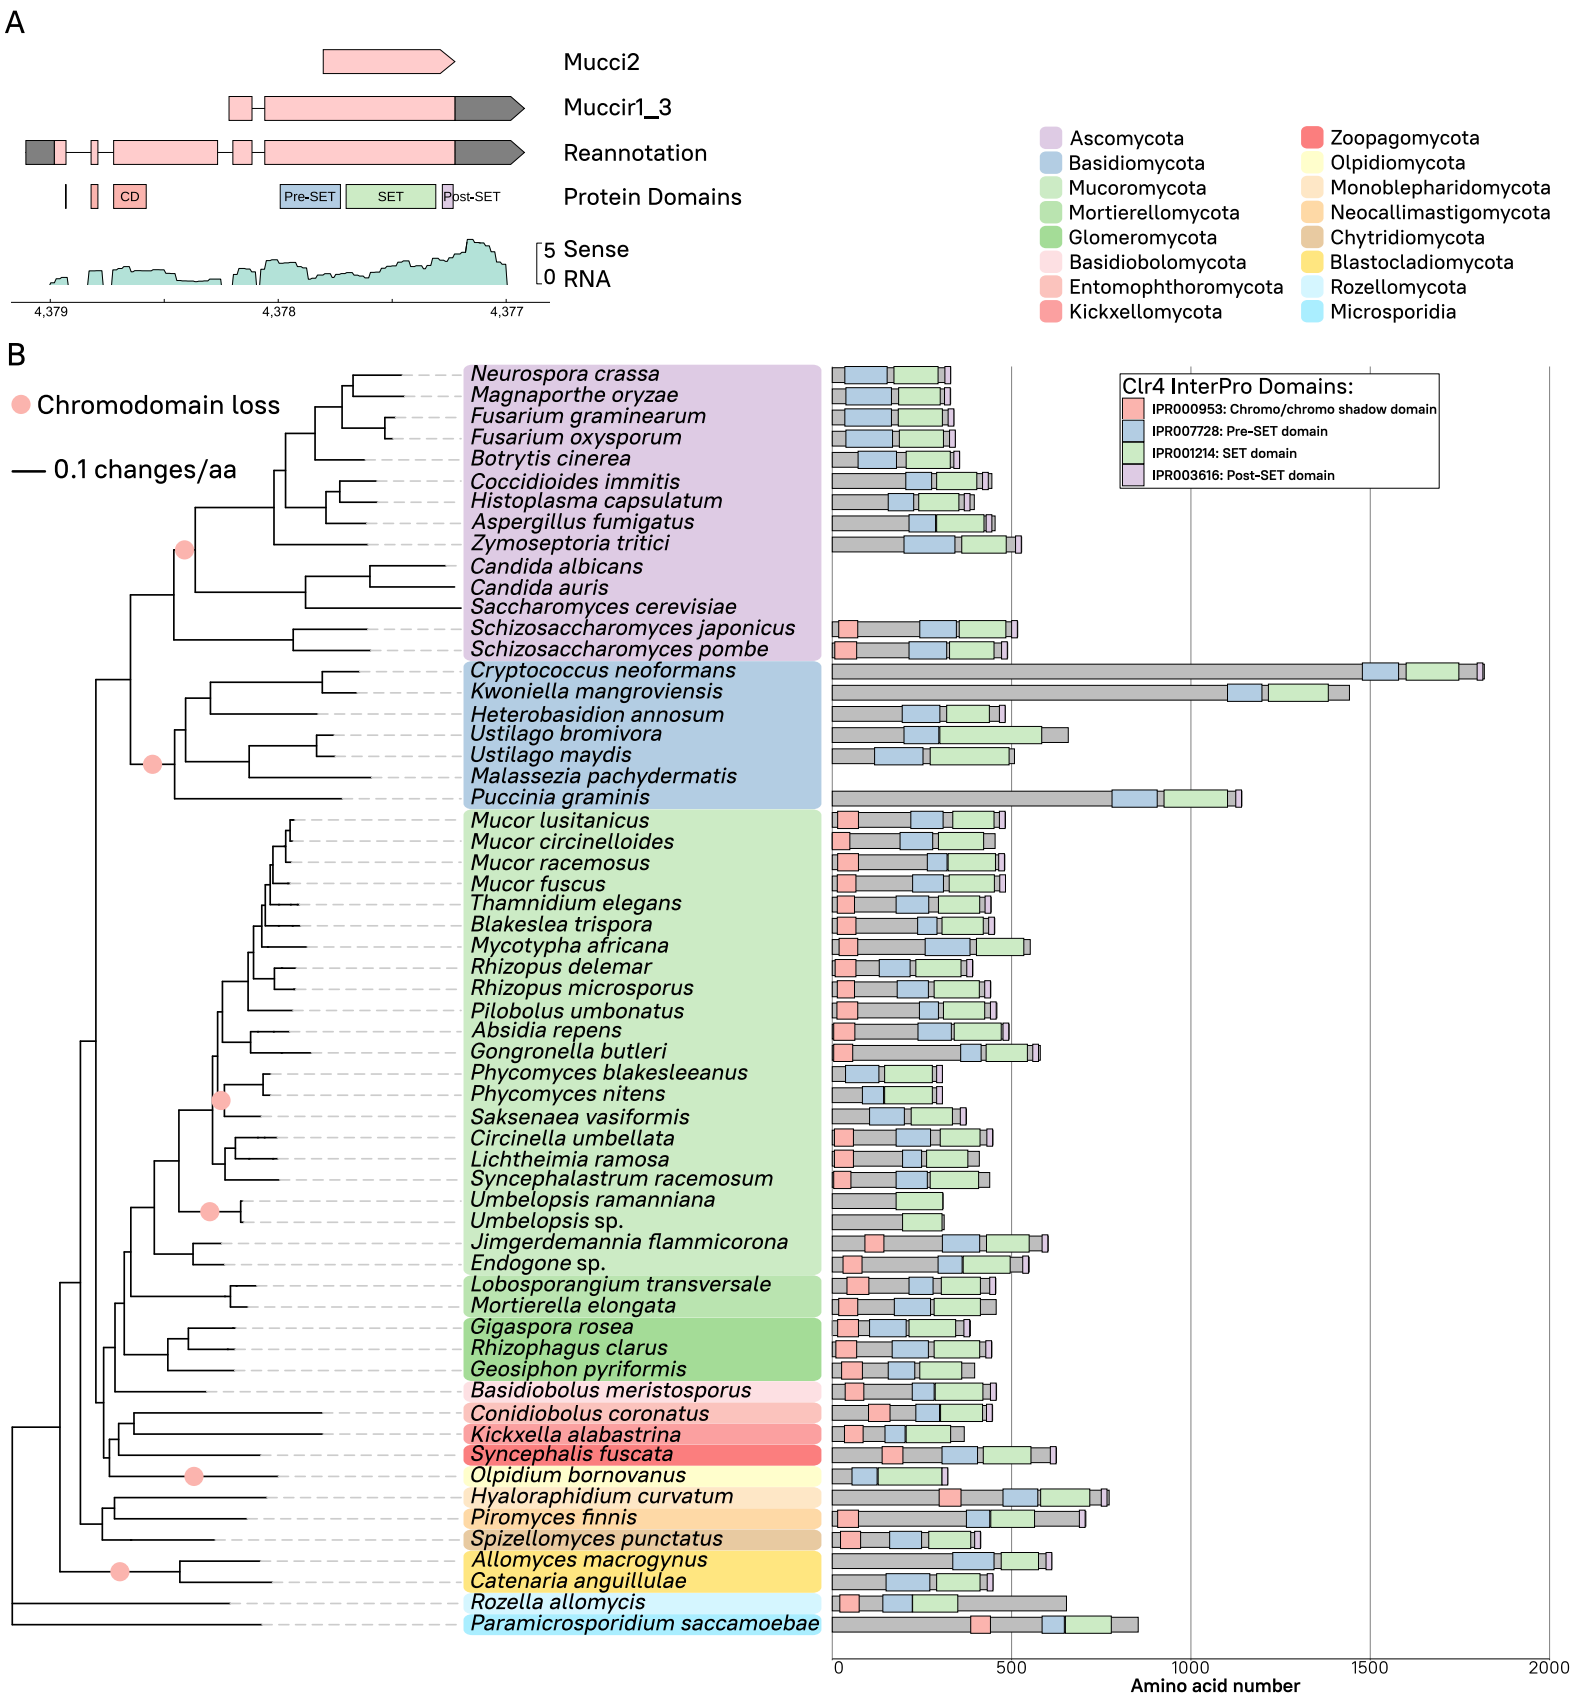 A
Mucci2
Muccir1_3
Reannotation
CD
Pre-SET
SET
Post-SET
Protein Domains
5
0
Sense
RNA
4,379
4,378
4,377
Ascomycota
Basidiomycota
Mucoromycota
Mortierellomycota
Glomeromycota
Basidiobolomycota
Entomophthoromycota
Kickxellomycota
Zoopagomycota
Olpidiomycota
Monoblepharidomycota
Neocallimastigomycota
Chytridiomycota
Blastocladiomycota
Rozellomycota
Microsporidia
B
Chromodomain loss
0.1 changes/aa
Neurospora crassa
Magnaporthe oryzae
Fusarium graminearum
Fusarium oxysporum
Botrytis cinerea
Coccidioides immitis
Histoplasma capsulatum
Aspergillus fumigatus
Zymoseptoria tritici
Candida albicans
Candida auris
Saccharomyces cerevisiae
Schizosaccharomyces japonicus
Schizosaccharomyces pombe
Cryptococcus neoformans
Kwoniella mangroviensis
Heterobasidion annosum
Ustilago bromivora
Ustilago maydis
Malassezia pachydermatis
Puccinia graminis
Mucor lusitanicus
Mucor circinelloides
Mucor racemosus
Mucor fuscus
Thamnidium elegans
Blakeslea trispora
Mycotypha africana
Rhizopus delemar
Rhizopus microsporus
Pilobolus umbonatus
Absidia repens
Gongronella butleri
Phycomyces blakesleeanus
Phycomyces nitens
Saksenaea vasiformis
Circinella umbellata
Lichtheimia ramosa
Syncephalastrum racemosum
Umbelopsis ramanniana
Umbelopsis sp.
Jimgerdemannia flammicorona
Endogone sp.
Lobosporangium transversale
Mortierella elongata
Gigaspora rosea
Rhizophagus clarus
Geosiphon pyriformis
Basidiobolus meristosporus
Conidiobolus coronatus
Kickxella alabastrina
Syncephalis fuscata
Olpidium bornovanus
Hyaloraphidium curvatum
Piromyces finnis
Spizellomyces punctatus
Allomyces macrogynus
Catenaria anguillulae
Rozella allomycis
Paramicrosporidium saccamoebae
Clr4 InterPro Domains:
IPR000953: Chromo/chromo shadow domain
IPR007728: Pre-SET domain
IPR001214: SET domain
IPR003616: Post-SET domain
0
500
1000
1500
2000
Amino acid number